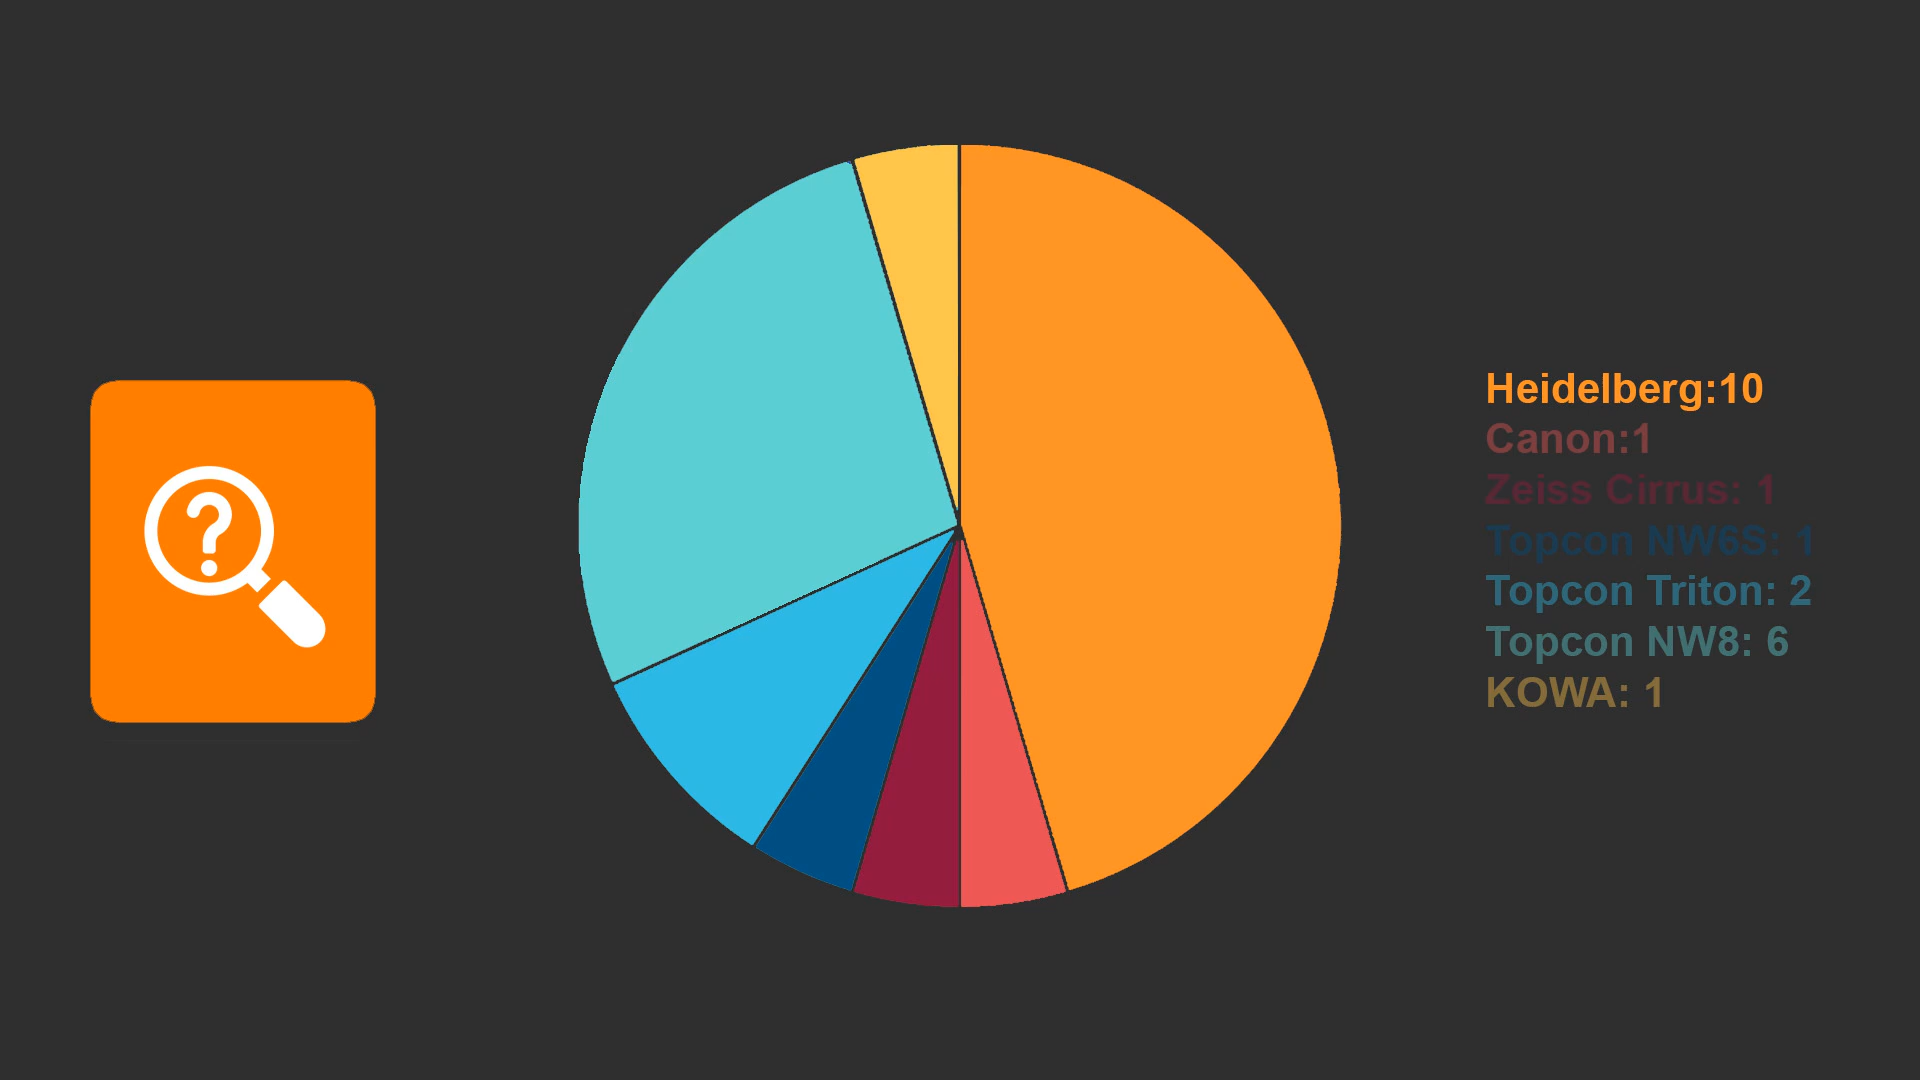 ?
Heidelberg:10
Canon:1
Zeiss Cirrus: 1
Topcon NW6S: 1
Topcon Triton: 2
Topcon NW8: 6
KOWA: 1